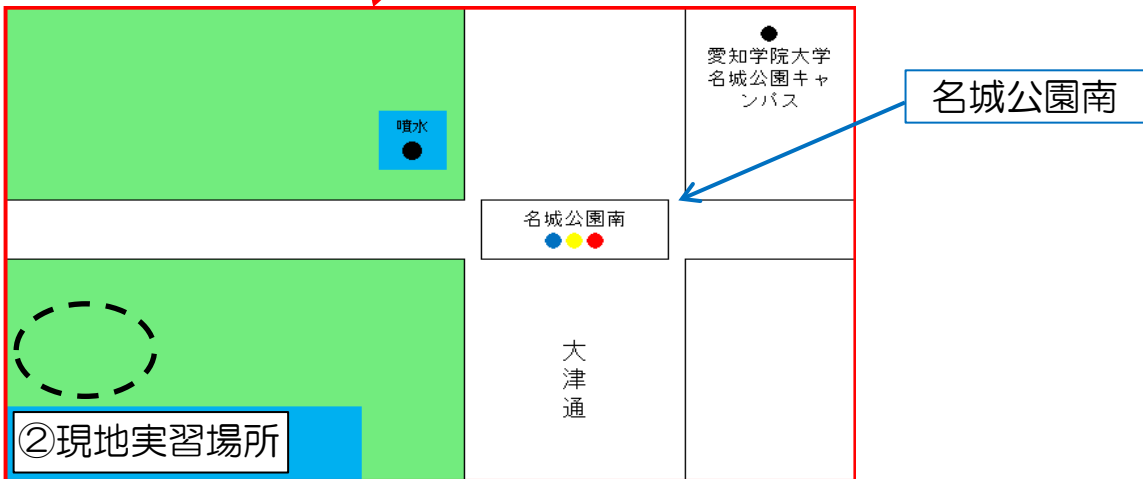 愛知学院大学
名城公園キャ
ンパス
名城公園南
噴水
名城公園南
大
津
通
②現地実習場所